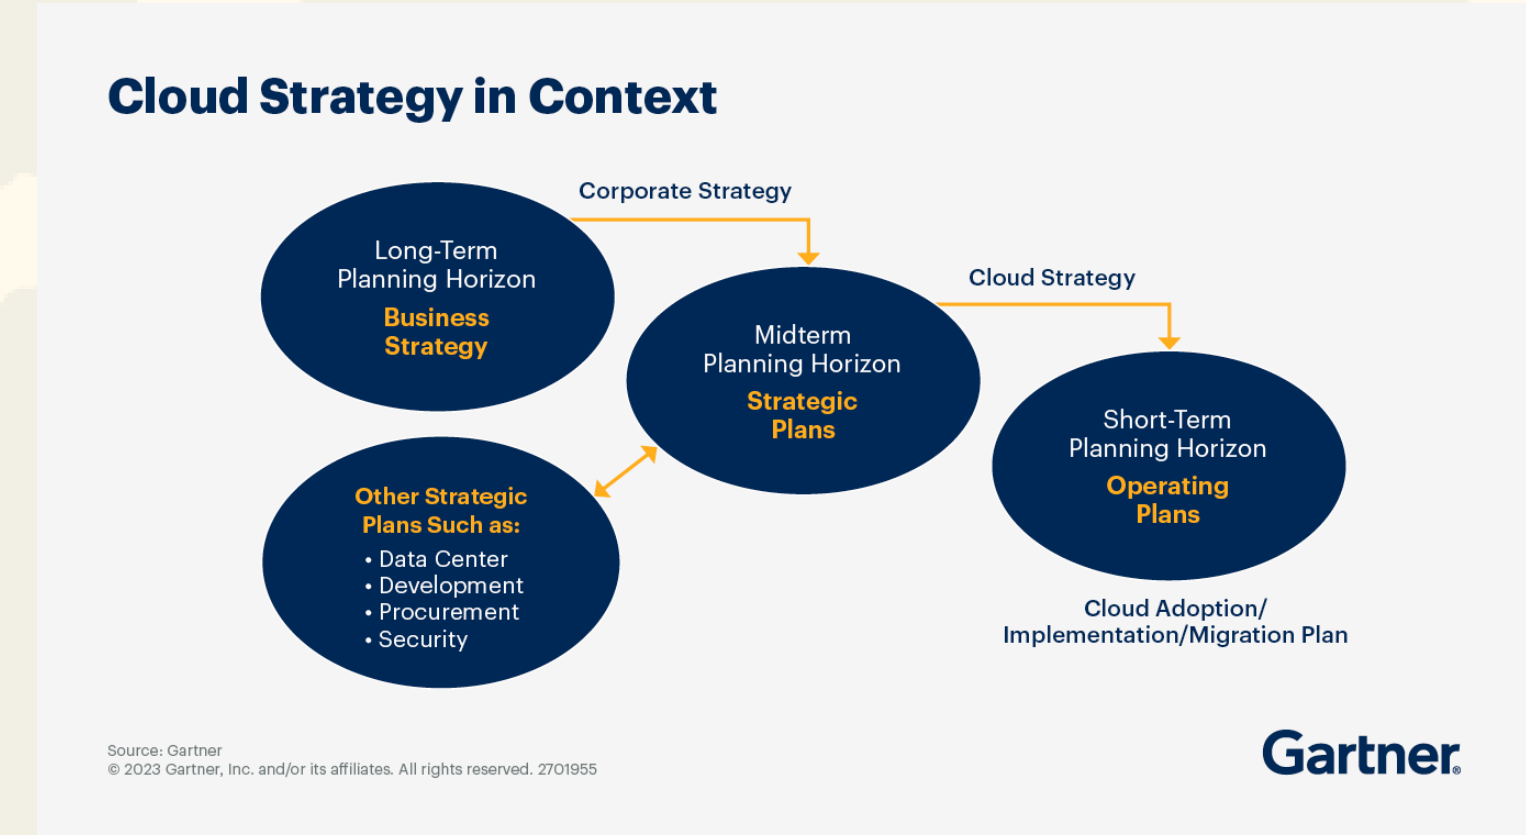 Cloud Strategy in Context
Corporate Strategy
Long-Term
Planning Horizon
Business
Strategy
Cloud Strategy
Midterm
Planning Horizon
Strategic
Plans
Short-Term
Planning Horizon
Operating
Plans
Other Strategic
Plans Such as:
• Data Center
• Development
• Procurement
• Security
Cloud Adoption/
Implementation/Migration Plan
Source: Gartner
© 2023 Gartner, Inc. and/or its affiliates. All rights reserved. 2701955
Gartner®